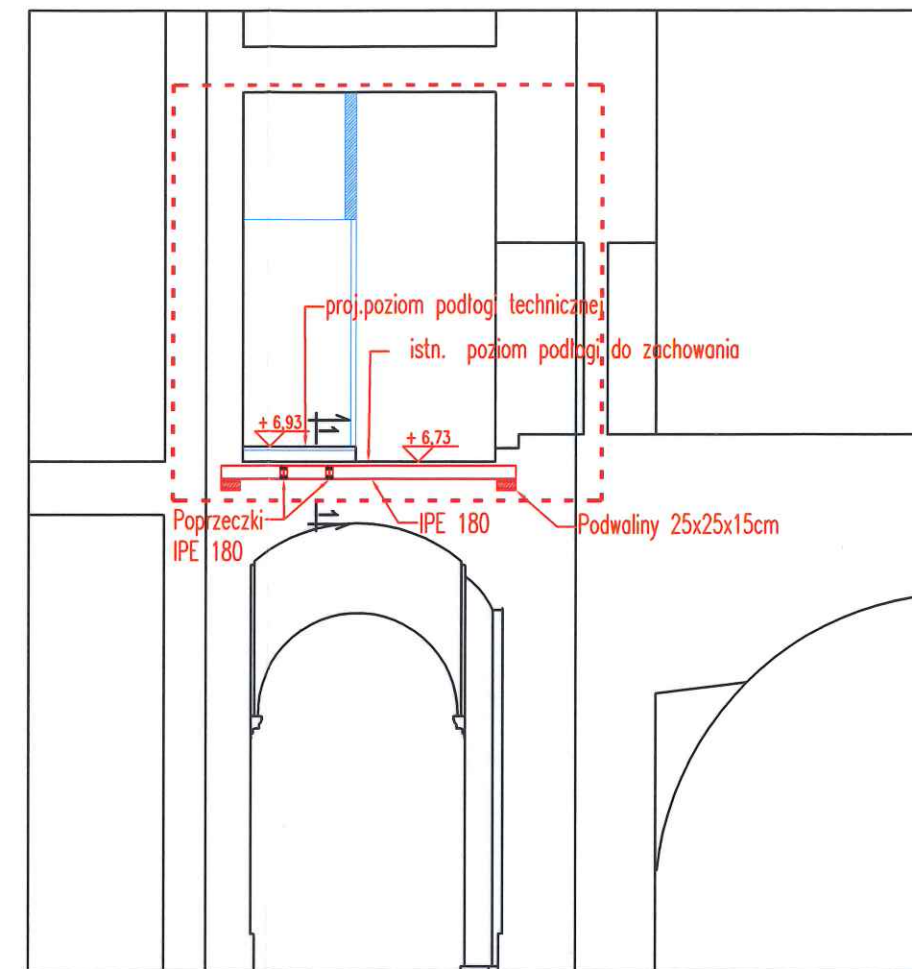 proj.poziom podłogi technicznej
istn. poziom podłogi do zachowania
+ 6,93
1
+ 6,73
1
Poprzeczki
IPE 180
IPE 180
Podwaliny 25x25x15cm